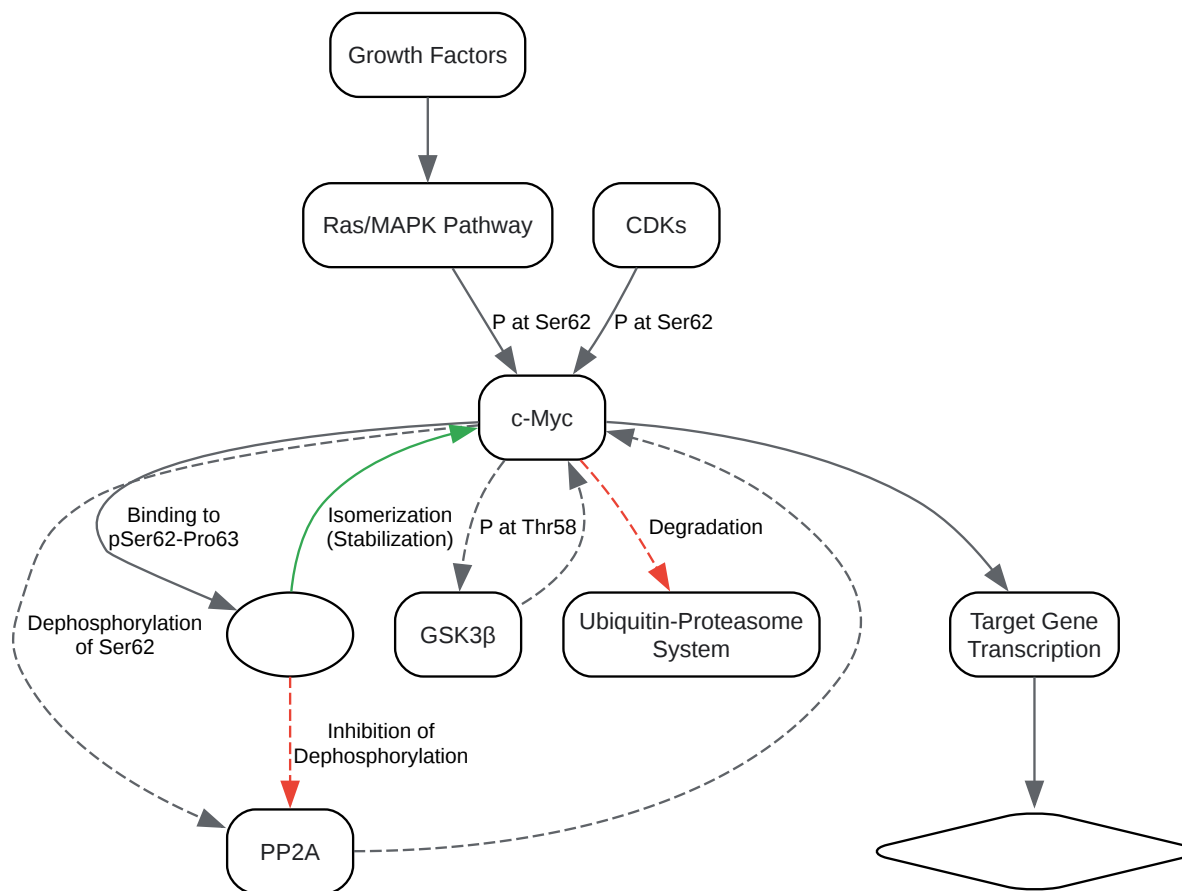 Growth Factors
Ras/MAPK Pathway
CDKs
P at Ser62
P at Ser62
c-Myc
Binding to
pSer62-Pro63
Isomerization
(Stabilization)
P at Thr58
Degradation
Dephosphorylation
of Ser62
GSK3β
Ubiquitin-Proteasome
System
Target Gene
Transcription
Inhibition of
Dephosphorylation
PP2A